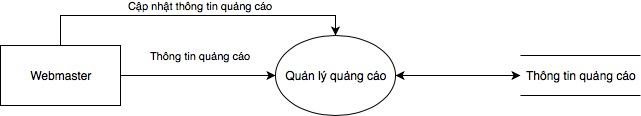 Cập nhật thông tin quảng cáo
Thông tin quảng cáo
Webmaster
Quản lý quảng cáo
Thông tin quảng cáo